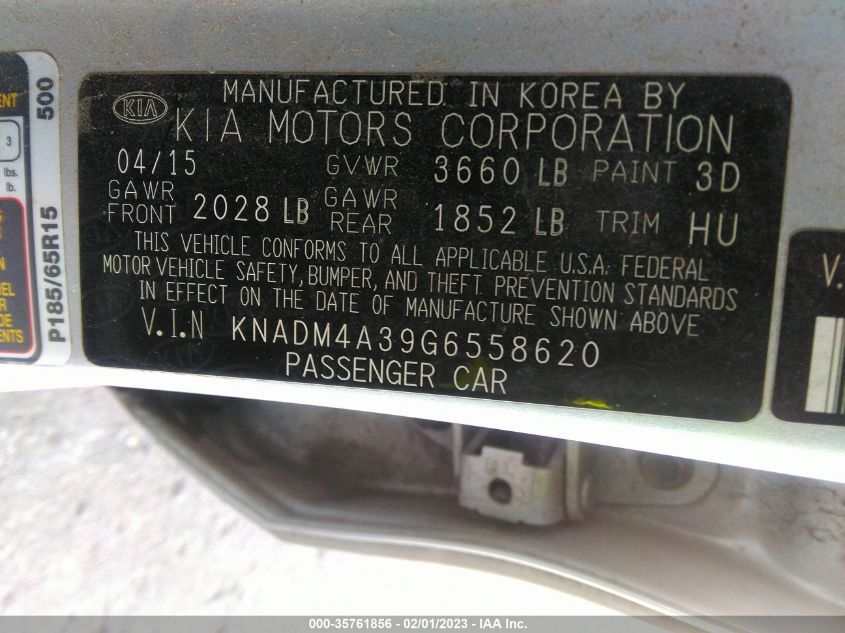 MANUFACTURED IN KOREA BY
KIA
KIA MOTORS CORPORATION
04/15 GVWR 3660 LB PAINT 3D
GAWR FRONT 2028 LB GAWR REAR 1852 LB TRIM HU
THIS VEHICLE CONFORMS TO ALL APPLICABLE U.S.A. FEDERAL
MOTOR VEHICLE SAFETY, BUMPER, AND THEFT PREVENTION STANDARDS
IN EFFECT ON THE DATE OF MANUFACTURE SHOWN ABOVE
V.I.N KNADM4A39G6558620
PASSENGER CAR
P185/65R15 500
3
lbs.
lb.
V.
000-35761856 - 02/01/2023 - IAA Inc.